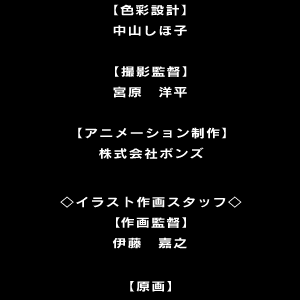 【色彩設計】
中山しほ子
【撮影監督】
宮原　洋平
【アニメーション制作】
株式会社ボンズ
◇イラスト作画スタッフ◇
【作画監督】
伊藤　嘉之
【原画】